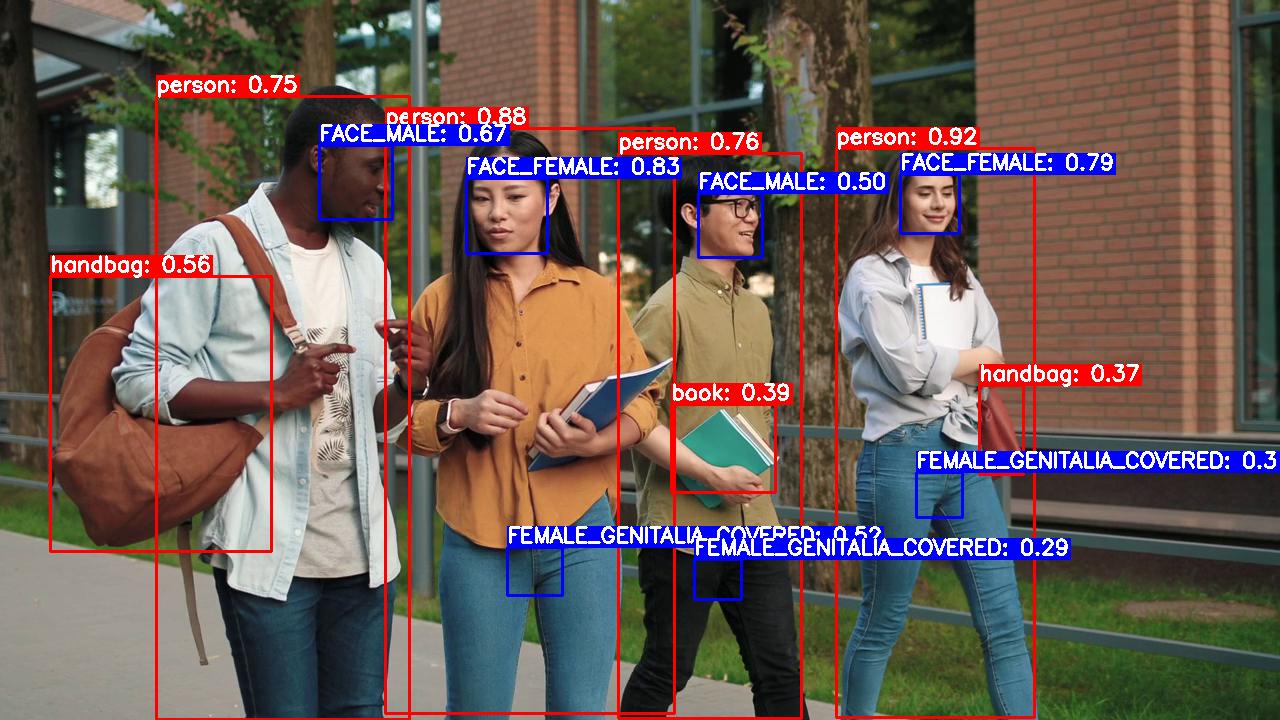 person: 0.75
person: 0.88
FACE_MALE: 0.67
person: 0.76
person: 0.92
FACE_FEMALE: 0.83
FACE_MALE: 0.50
FACE_FEMALE: 0.79
handbag: 0.56
handbag: 0.37
book: 0.39
FEMALE_GENITALIA_COVERED: 0.3
FEMALE_GENITALIA_COVERED: 0.52
FEMALE_GENITALIA_COVERED: 0.29